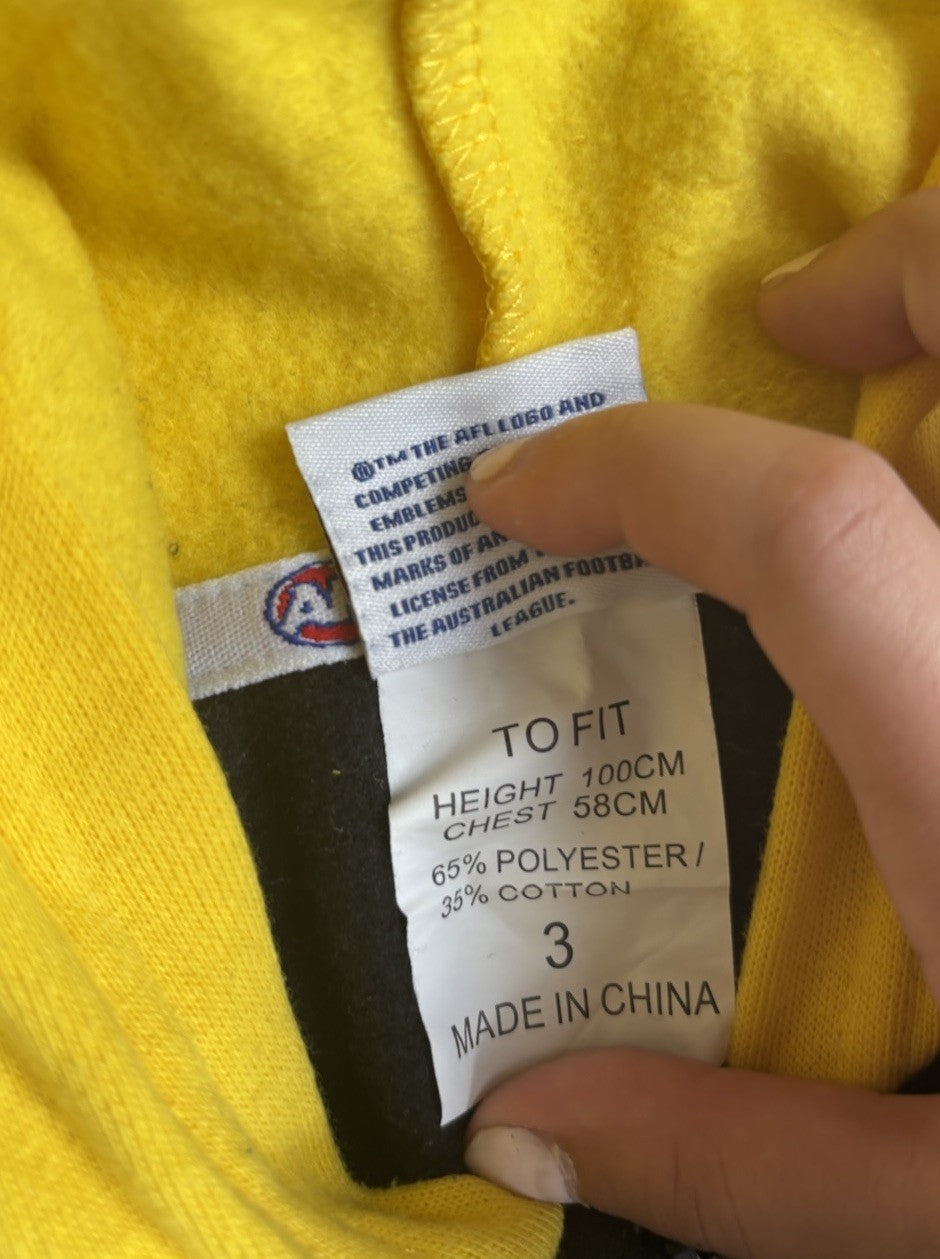 ®TM THE AFL LOGO AND
COMPETING
EMBLEMS
THIS PRODUC
MARKS OF AN
LICENSE FROM
THE AUSTRALIAN FOOTBA
LEAGUE.
TO FIT
HEIGHT 100CM
CHEST 58CM
65% POLYESTER /
35% COTTON
3
MADE IN CHINA